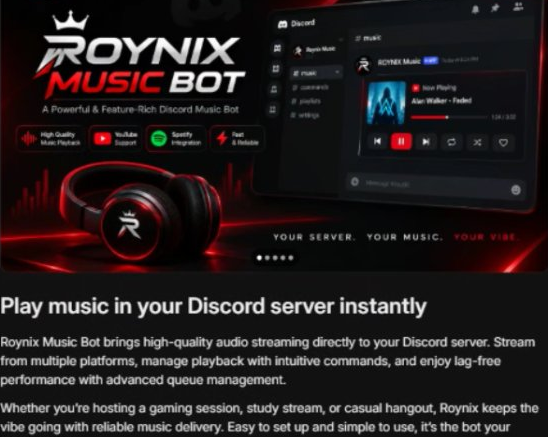 ROYNIX
MUSIC BOT
A Powerful & Feature-Rich Discord Music Bot
High Quality
Music Playback
YouTube
Support
Spotify
Integration
Fast
& Reliable
Discord
Roynix Music
music
commands
playlists
settings
# music
ROYNIX Music
Now Playing
Alan Walker - Faded
R
YOUR SERVER. YOUR MUSIC. YOUR VIBE.
Play music in your Discord server instantly
Roynix Music Bot brings high-quality audio streaming directly to your Discord server. Stream
from multiple platforms, manage playback with intuitive commands, and enjoy lag-free
performance with advanced queue management.
Whether you're hosting a gaming session, study stream, or casual hangout, Roynix keeps the
vibe going with reliable music delivery. Easy to set up and simple to use, it's the bot your